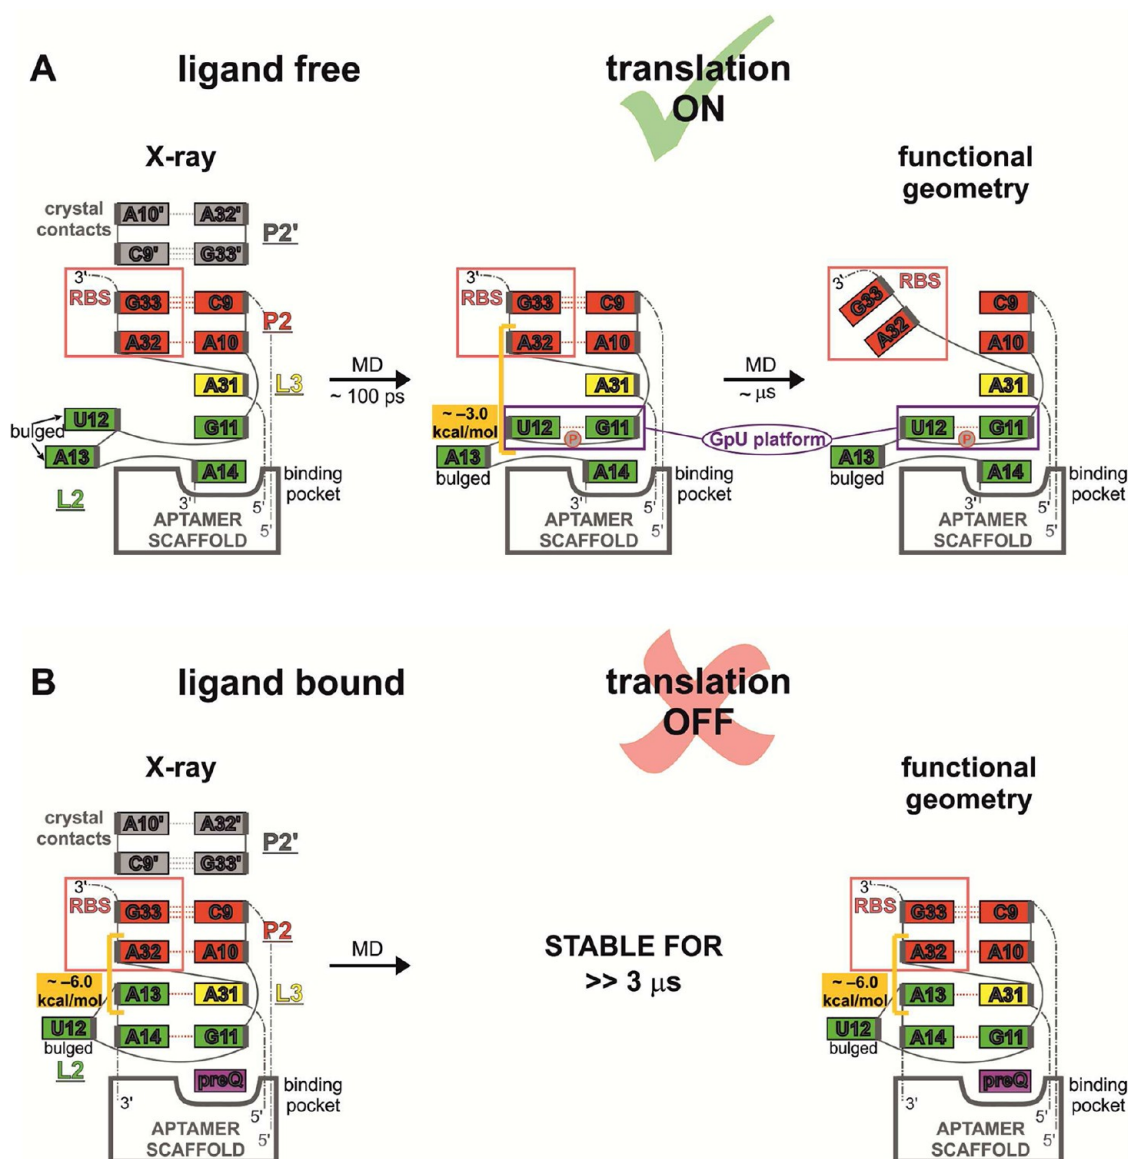 A
ligand free
translation
ON
X-ray
functional
geometry
crystal
contacts
A10'
A32'
P2'
C9'
G33'
3'
RBS
G33
C9
P2
A32
A10
A31
L3
U12
G11
bulged
A13
A14
L2
binding
pocket
3'
5'
5'
APTAMER
SCAFFOLD
MD
~ 100 ps
3'
RBS
G33
C9
A32
A10
A31
~ –3.0
kcal/mol
U12
G11
P
A13
bulged
A14
binding
pocket
3'
5'
5'
APTAMER
SCAFFOLD
MD
~ μs
GpU platform
3'
RBS
G33
A32
C9
A10
A31
U12
G11
P
A13
bulged
A14
binding
pocket
3'
5'
5'
APTAMER
SCAFFOLD
B
ligand bound
translation
OFF
X-ray
functional
geometry
crystal
contacts
A10'
A32'
P2'
C9'
G33'
3'
RBS
G33
C9
P2
A32
A10
~ –6.0
kcal/mol
A13
A31
L3
U12
bulged
A14
G11
L2
preQ
binding
pocket
3'
5'
5'
APTAMER
SCAFFOLD
MD
STABLE FOR
>> 3 μs
3'
RBS
G33
C9
A32
A10
~ –6.0
kcal/mol
A13
A31
U12
bulged
A14
G11
preQ
binding
pocket
3'
5'
5'
APTAMER
SCAFFOLD